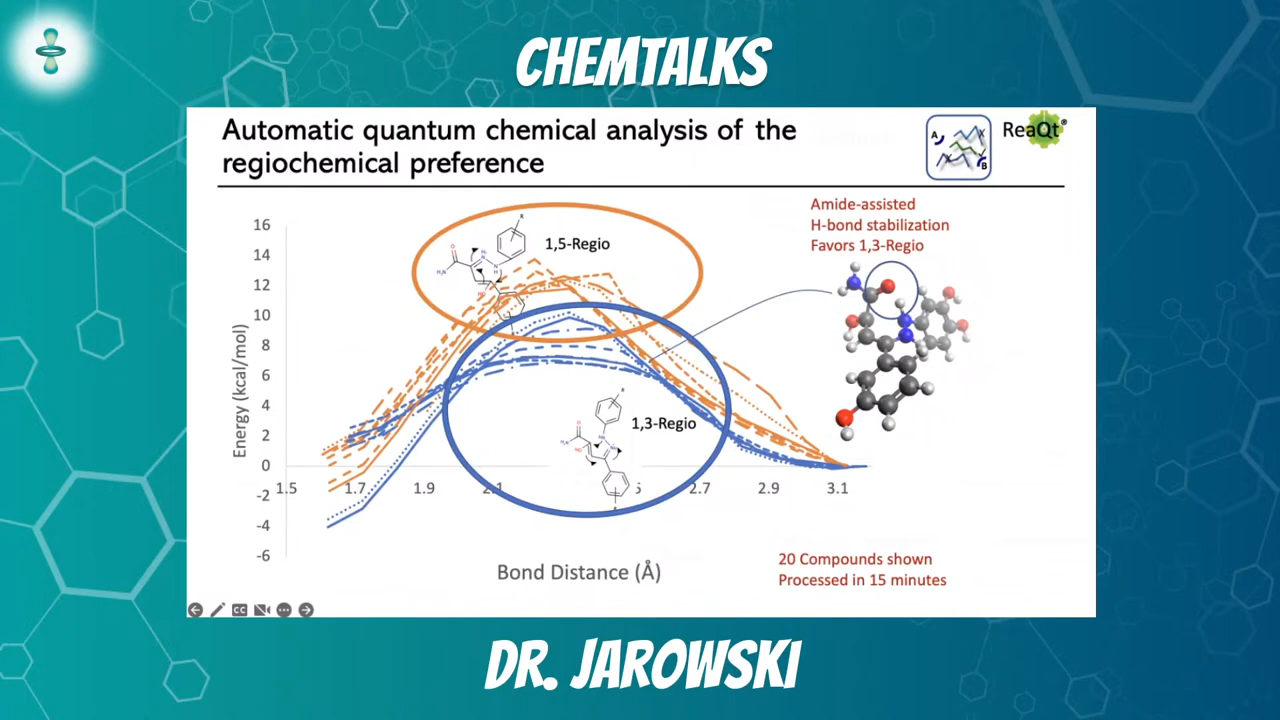 CHEMTALKS
Automatic quantum chemical analysis of the
regiochemical preference
A
B
ReaQt®
Amide-assisted
H-bond stabilization
Favors 1,3-Regio
1,5-Regio
1,3-Regio
Energy (kcal/mol)
16
14
12
10
8
6
4
2
0
-2
-4
-6
1.5
1.7
1.9
2.1
2.7
2.9
3.1
Bond Distance (Å)
20 Compounds shown
Processed in 15 minutes
CC
DR. JAROWSKI